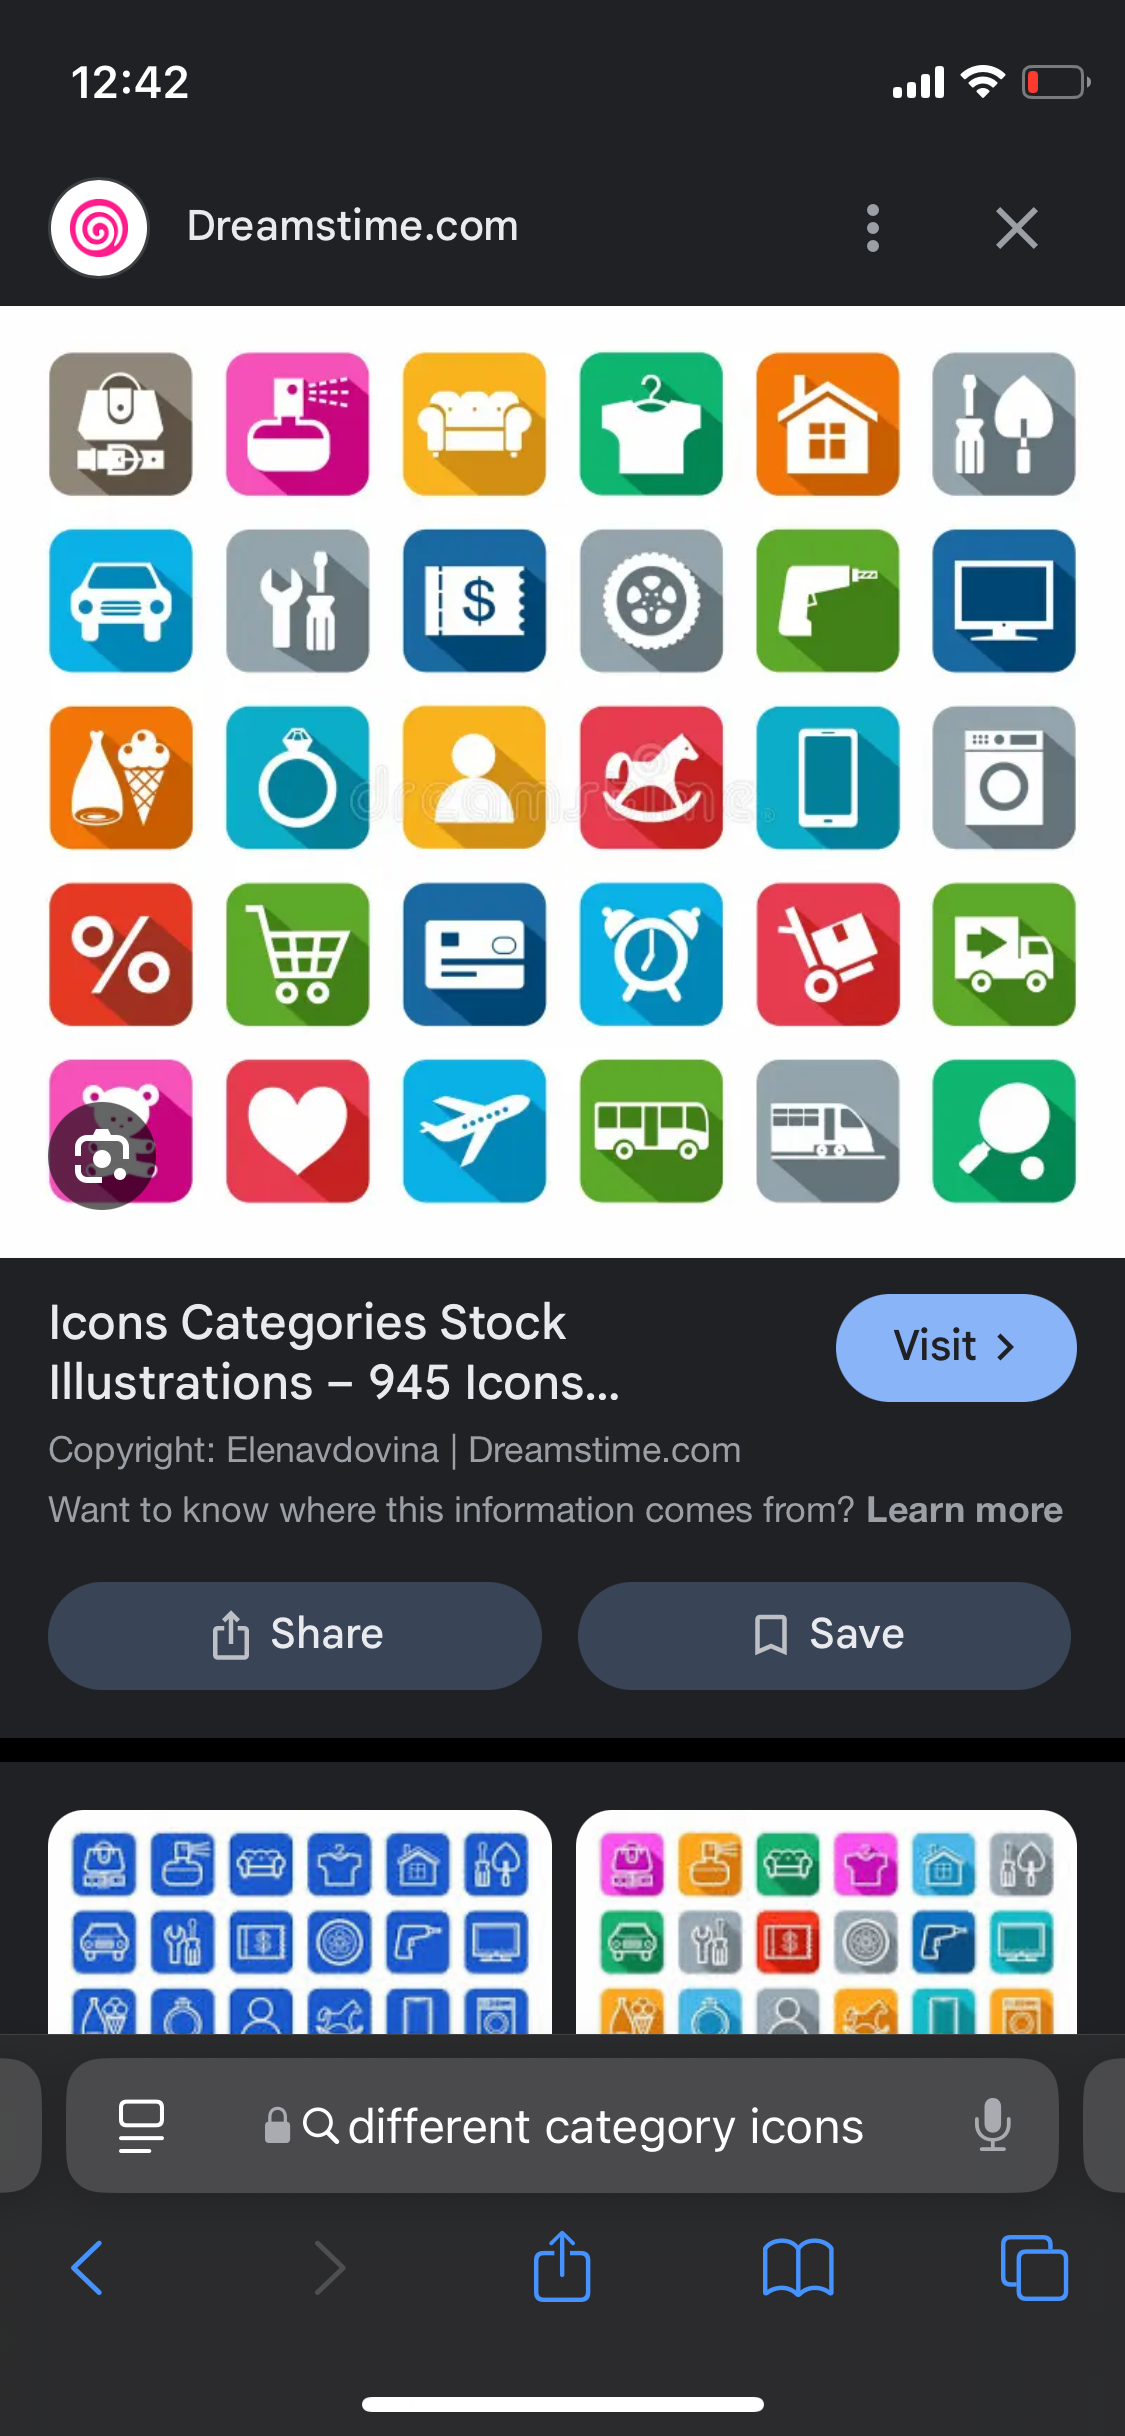 12:42
Dreamstime.com
$
dreamstime.
%
Icons Categories Stock
Illustrations – 945 Icons...
Visit
Copyright: Elenavdovina | Dreamstime.com
Want to know where this information comes from? Learn more
Share
Save
$
$
different category icons